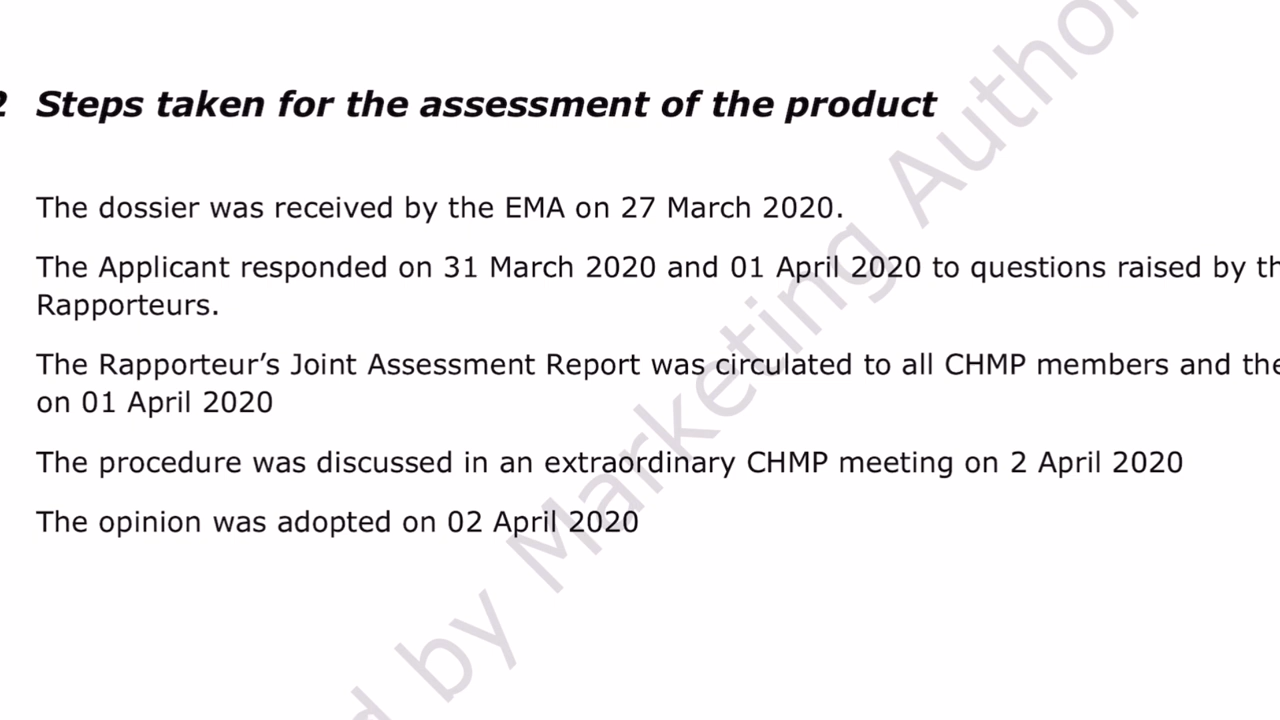 2 Steps taken for the assessment of the product
The dossier was received by the EMA on 27 March 2020.
The Applicant responded on 31 March 2020 and 01 April 2020 to questions raised by
Rapporteurs.
The Rapporteur’s Joint Assessment Report was circulated to all CHMP members and
on 01 April 2020
The procedure was discussed in an extraordinary CHMP meeting on 2 April 2020
The opinion was adopted on 02 April 2020
by Marketing